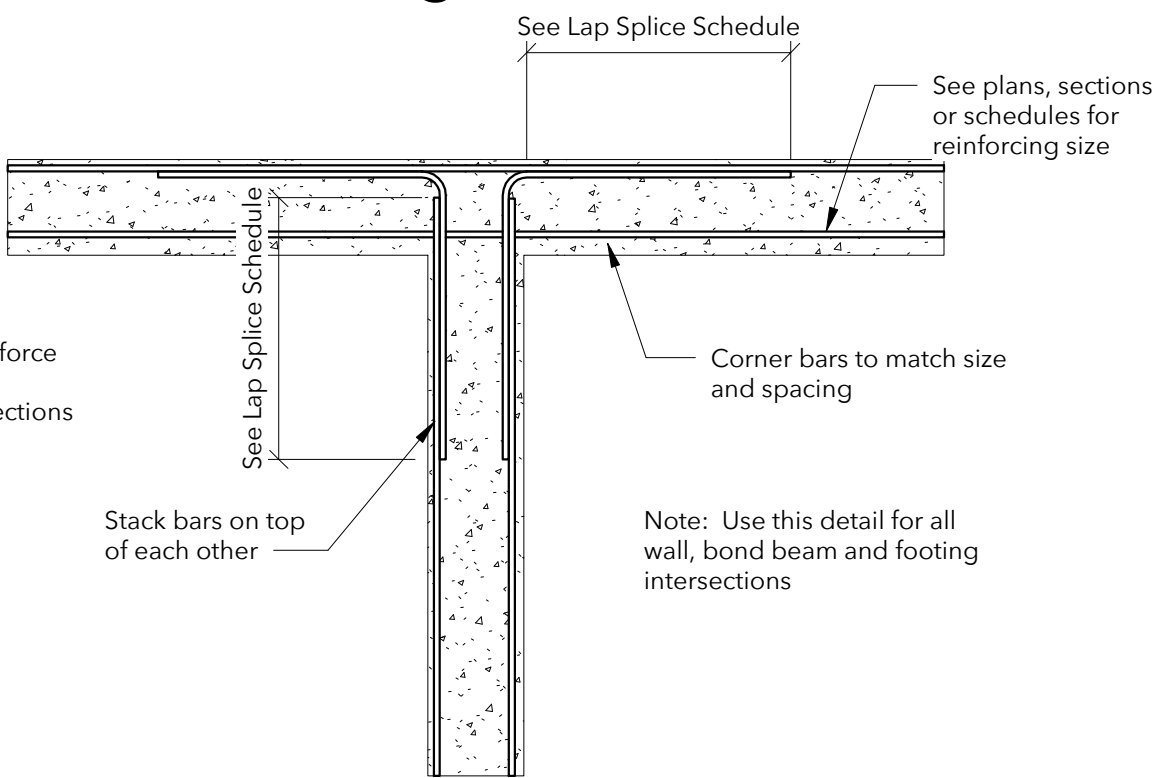 See Lap Splice Schedule
See plans, sections
or schedules for
reinforcing size
See Lap Splice Schedule
force
ections
Corner bars to match size
and spacing
Stack bars on top
of each other
Note:  Use this detail for all
wall, bond beam and footing
intersections